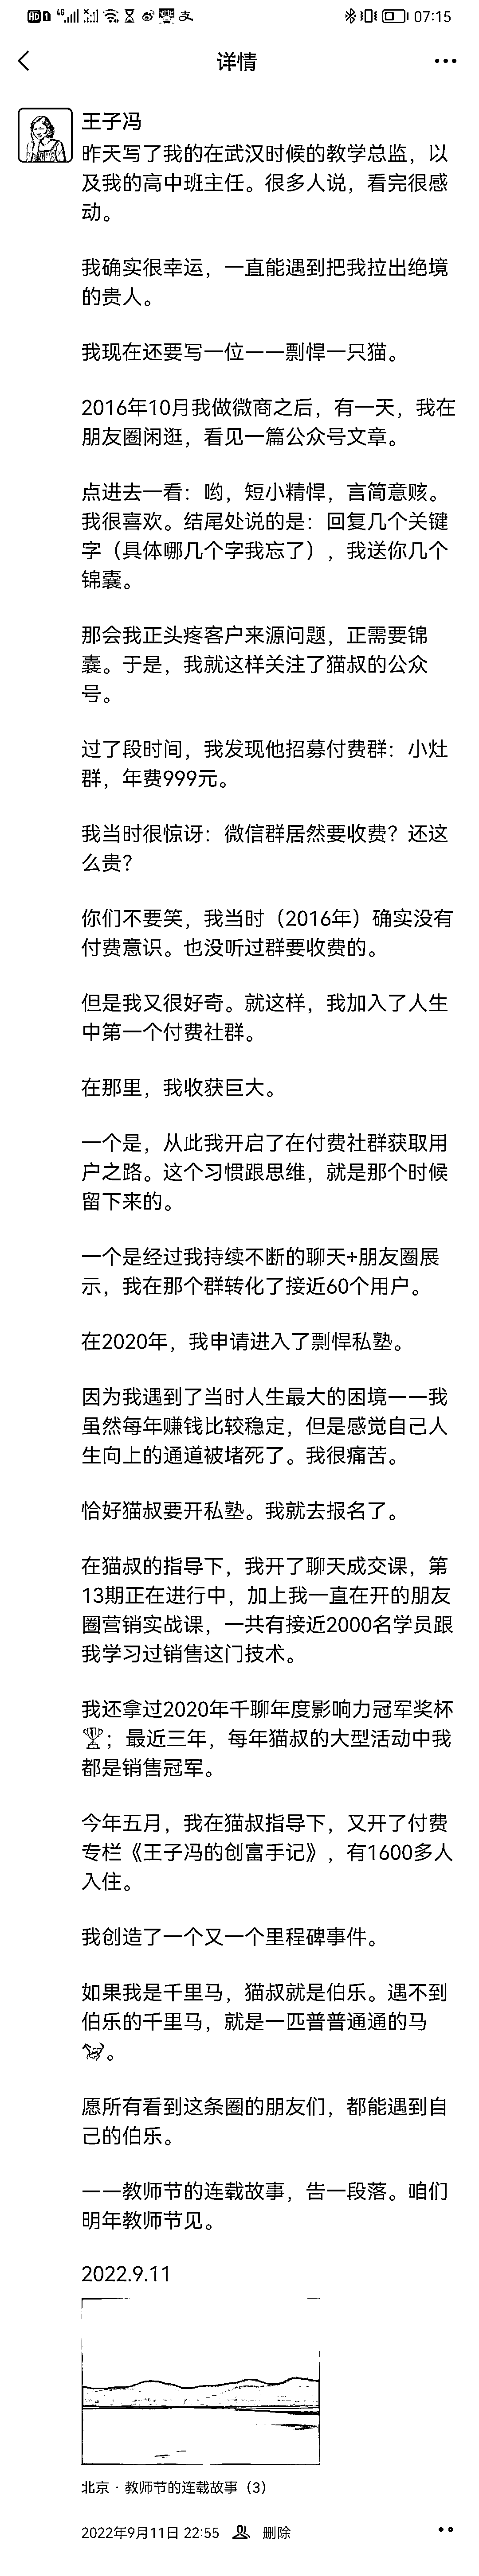 07:15
详情
王子冯
昨天写了我的在武汉时候的教学总监，以
及我的高中班主任。很多人说，看完很感
动。
我确实很幸运，一直能遇到把我拉出绝境
的贵人。
我现在还要写一位——剽悍一只猫。
2016年10月我做微商之后，有一天，我在
朋友圈闲逛，看见一篇公众号文章。
点进去一看：哟，短小精悍，言简意赅。
我很喜欢。结尾处说的是：回复几个关键
字（具体哪几个字我忘了），我送你几个
锦囊。
那会我正头疼客户来源问题，正需要锦
囊。于是，我就这样关注了猫叔的公众
号。
过了段时间，我发现他招募付费群：小灶
群，年费999元。
我当时很惊讶：微信群居然要收费？还这
么贵？
你们不要笑，我当时（2016年）确实没有
付费意识。也没听过群要收费的。
但是我又很好奇。就这样，我加入了人生
中第一个付费社群。
在那里，我收获巨大。
一个是，从此我开启了在付费社群获取用
户之路。这个习惯跟思维，就是那个时候
留下来的。
一个是经过我持续不断的聊天+朋友圈展
示，我在那个群转化了接近60个用户。
在2020年，我申请进入了剽悍私塾。
因为我遇到了当时人生最大的困境——我
虽然每年赚钱比较稳定，但是感觉自己人
生向上的通道被堵死了。我很痛苦。
恰好猫叔要开私塾。我就去报名了。
在猫叔的指导下，我开了聊天成交课，第
13期正在进行中，加上我一直在开的朋友
圈营销实战课，一共有接近2000名学员跟
我学习过销售这门技术。
我还拿过2020年千聊年度影响力冠军奖杯
🏆；最近三年，每年猫叔的大型活动中我
都是销售冠军。
今年五月，我在猫叔指导下，又开了付费
专栏《王子冯的创富手记》，有1600多人
入住。
我创造了一个又一个里程碑事件。
如果我是千里马，猫叔就是伯乐。遇不到
伯乐的千里马，就是一匹普普通通的马
🐎。
愿所有看到这条圈的朋友们，都能遇到自
己的伯乐。
——教师节的连载故事，告一段落。咱们
明年教师节见。
2022.9.11
北京·教师节的连载故事（3）
2022年9月11日 22:55 删除